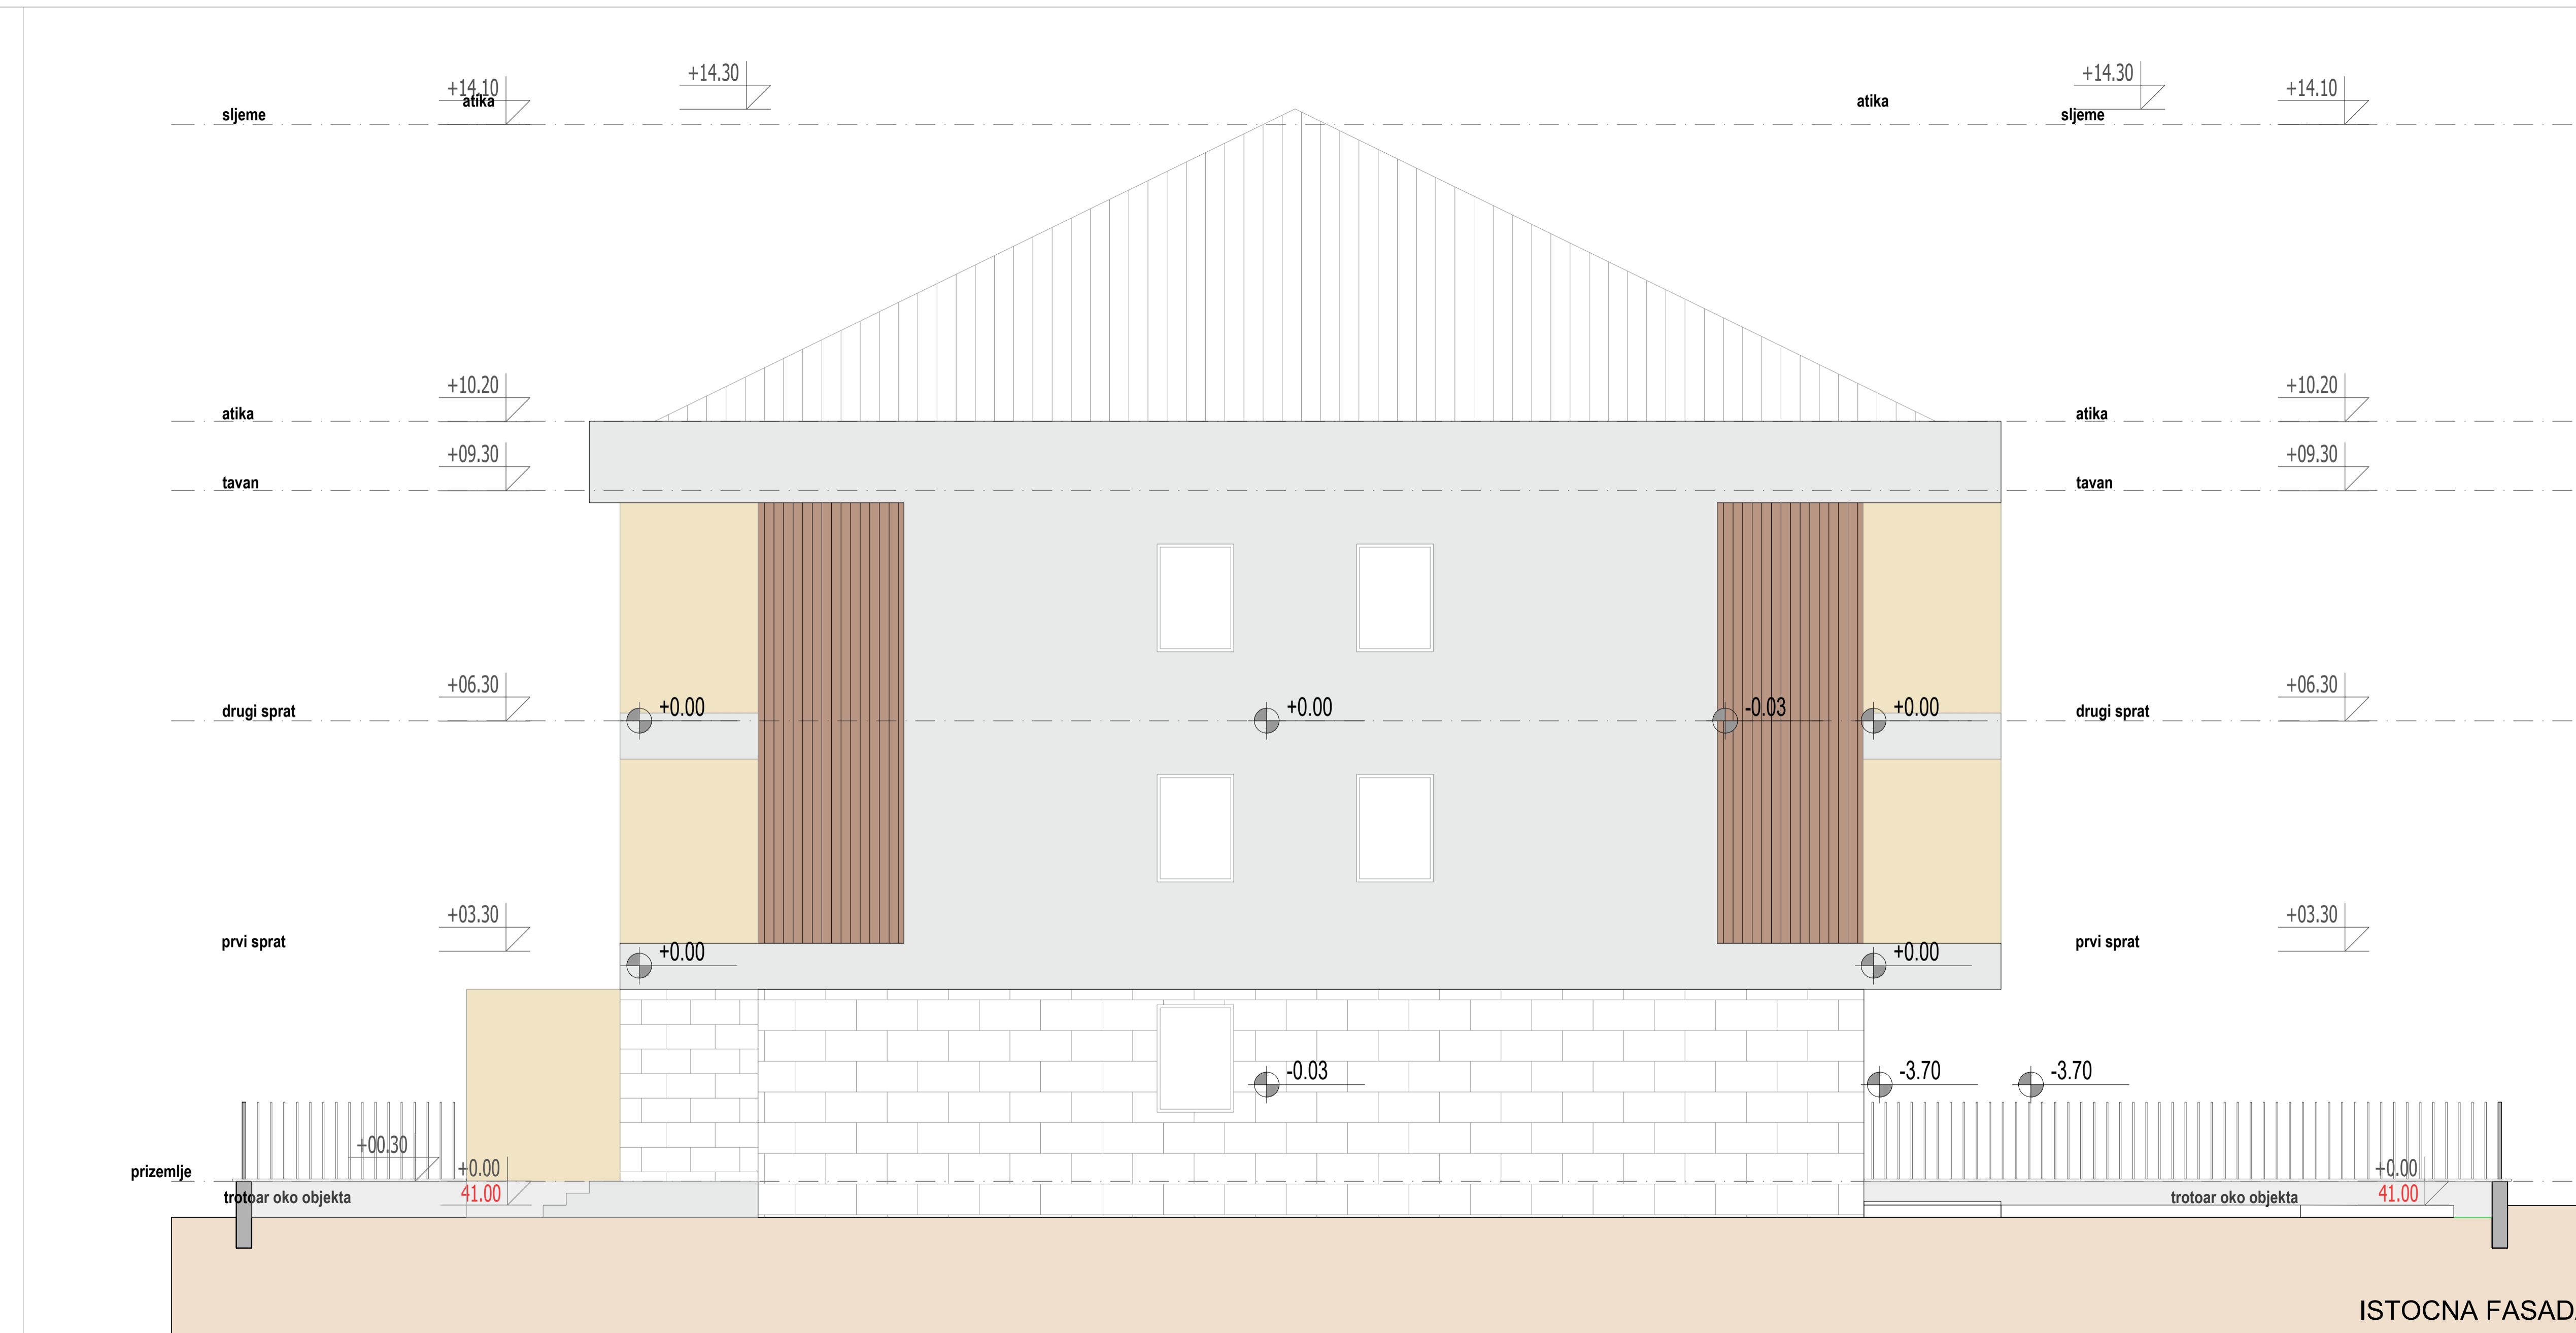 +14.30
+14.30
+14.10
+14.10
atika
atika
sljeme
sljeme
+10.20
+10.20
atika
atika
+09.30
+09.30
tavan
tavan
+06.30
+06.30
drugi sprat
+0.00
+0.00
-0.03
+0.00
drugi sprat
+03.30
+03.30
prvi sprat
prvi sprat
+0.00
+0.00
-0.03
-3.70
-3.70
+00.30
prizemlje
+0.00
+0.00
trotoar oko objekta
41.00
trotoar oko objekta
41.00
ISTOCNA FASAD